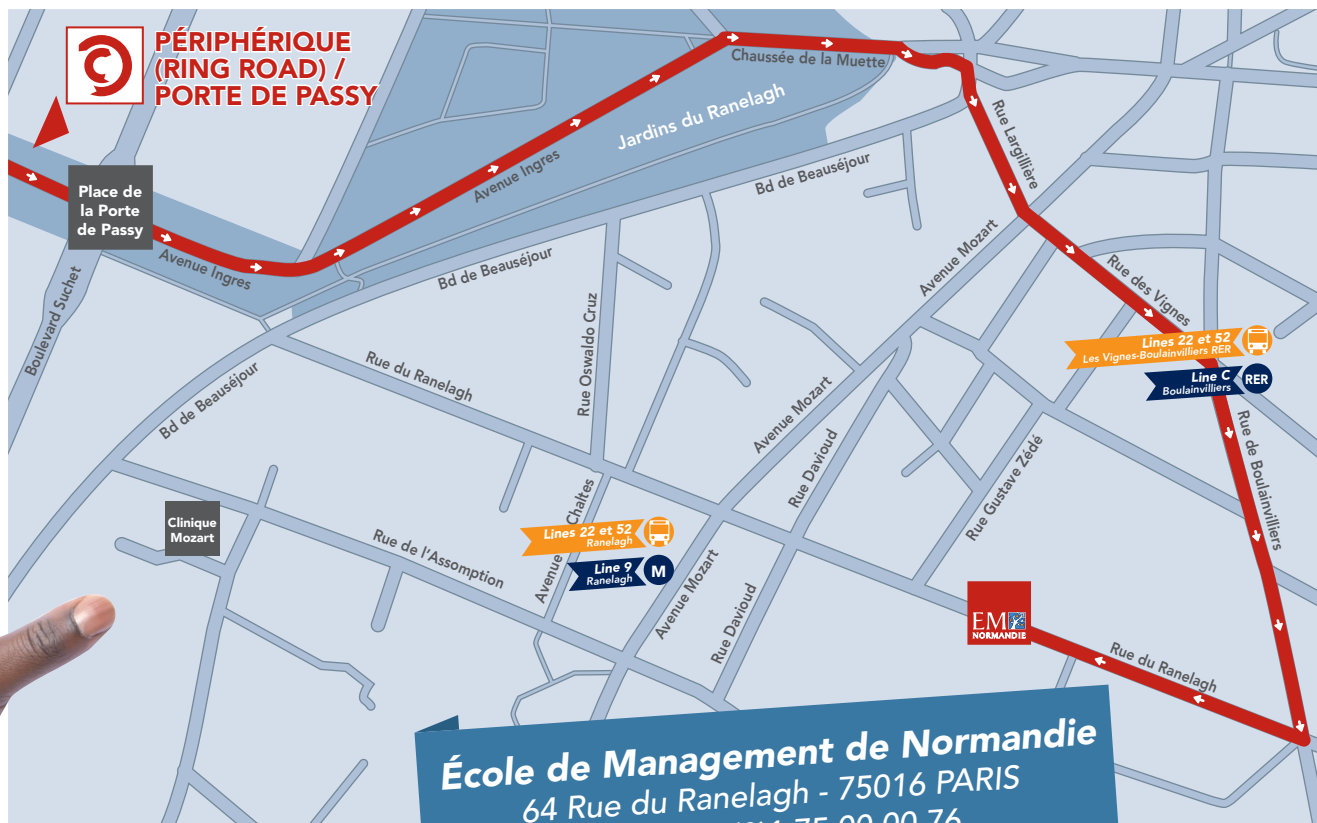 PÉRIPHÉRIQUE
(RING ROAD) /
PORTE DE PASSY
Chaussée de la Muette
Jardins du Ranelagh
Rue Largillière
Avenue Ingres
Bd de Beauséjour
Place de
la Porte
de Passy
Avenue Ingres
Boulevard Suchet
Bd de Beauséjour
Avenue Mozart
Rue des Vignes
Rue Oswaldo Cruz
Lines 22 et 52
Les Vignes-Boulainvilliers RER
Line C
Boulainvilliers
RER
Rue du Ranelagh
Bd de Beauséjour
Avenue Mozart
Rue Davioud
Rue Gustave Zédé
Rue de Boulainvilliers
Clinique
Mozart
Rue de l'Assomption
Avenue Chaltes
Lines 22 et 52
Ranelagh
Line 9
Ranelagh
M
Avenue Mozart
Rue Davioud
EM
NORMANDIE
Rue du Ranelagh
École de Management de Normandie
64 Rue du Ranelagh - 75016 PARIS
75 00 00 76